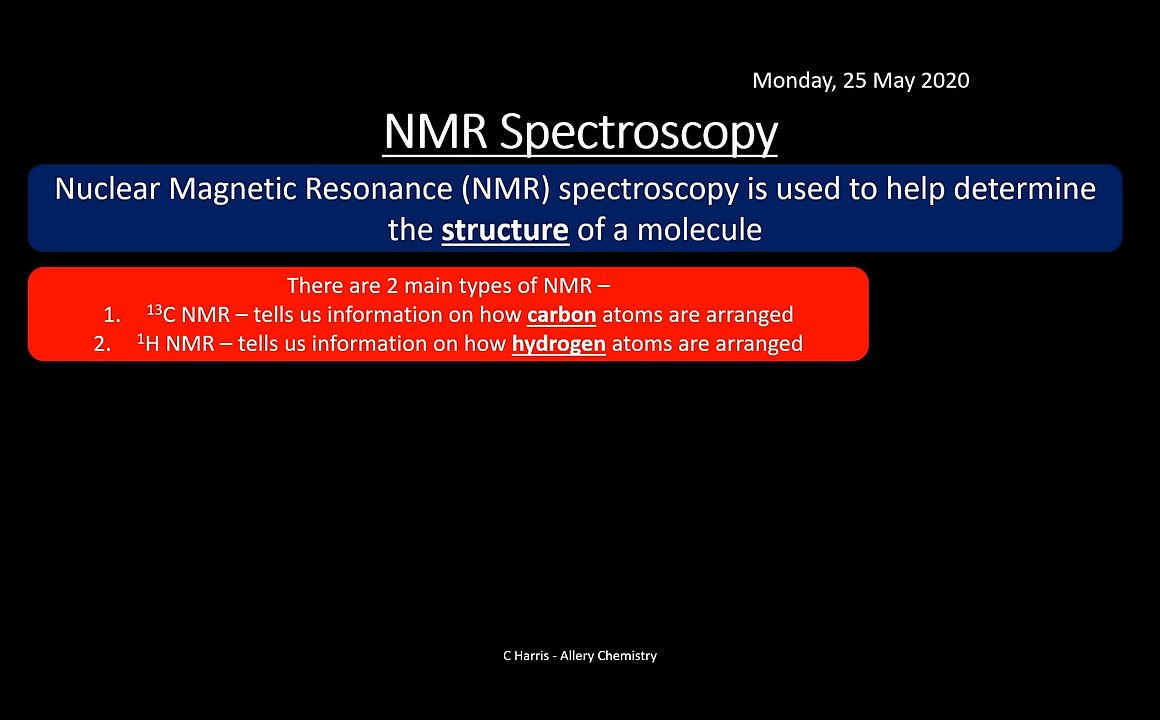 Monday, 25 May 2020
NMR Spectroscopy
Nuclear Magnetic Resonance (NMR) spectroscopy is used to help determine
the structure of a molecule
There are 2 main types of NMR –
1. ¹³C NMR – tells us information on how carbon atoms are arranged
2. ¹H NMR – tells us information on how hydrogen atoms are arranged
C Harris - Allery Chemistry